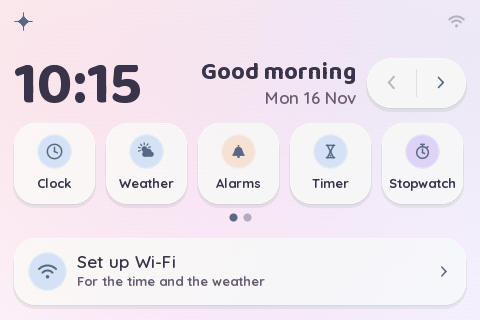 10:15
Good morning
Mon 16 Nov
Clock
Weather
Alarms
Timer
Stopwatch
Set up Wi-Fi
For the time and the weather